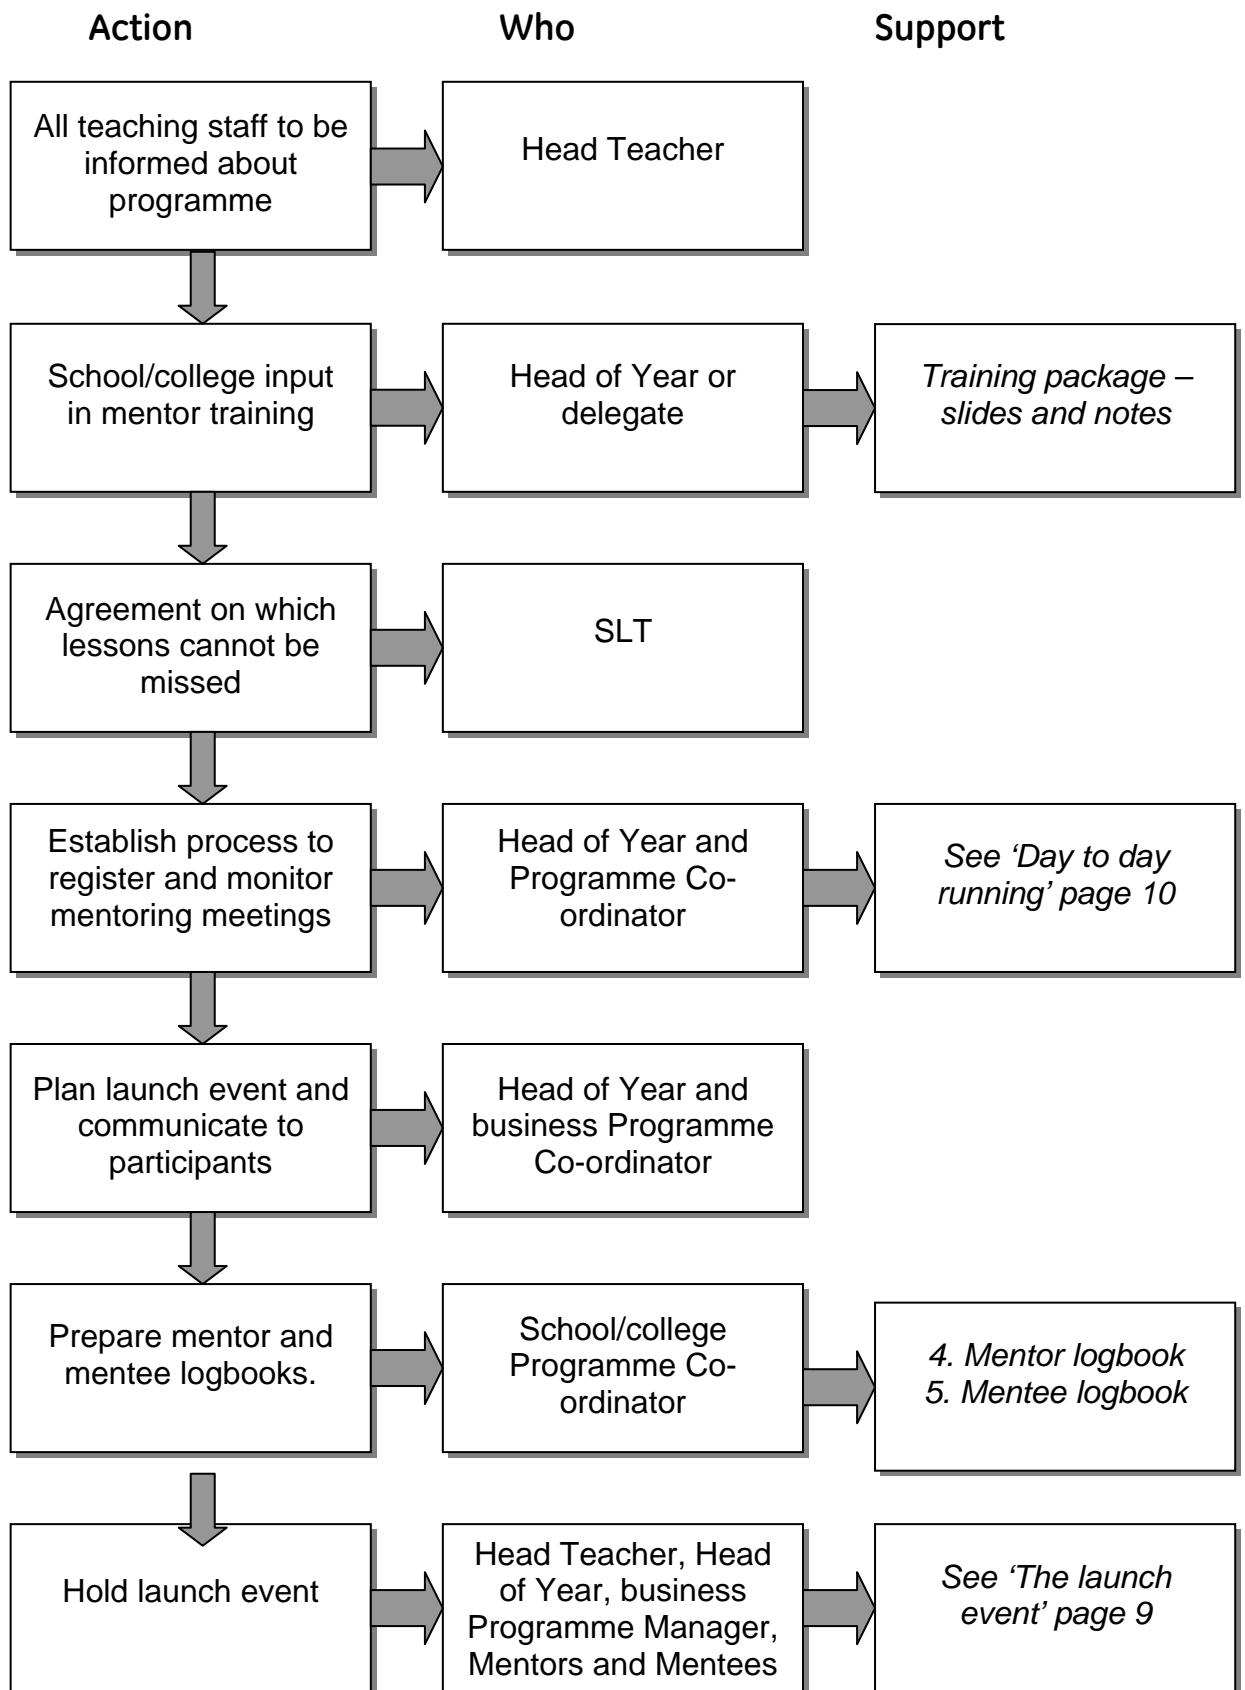 Action Who Support
All teaching staff to be
informed about
programme
Head Teacher
School/college input
in mentor training
Head of Year or
delegate
Training package –
slides and notes
Agreement on which
lessons cannot be
missed
SLT
Establish process to
register and monitor
mentoring meetings
Head of Year and
Programme Co-
ordinator
See ‘Day to day
running’ page 10
Plan launch event and
communicate to
participants
Head of Year and
business Programme
Co-ordinator
Prepare mentor and
mentee logbooks.
School/college
Programme Co-
ordinator
4. Mentor logbook
5. Mentee logbook
Hold launch event
Head Teacher, Head
of Year, business
Programme Manager,
Mentors and Mentees
See ‘The launch
event’ page 9